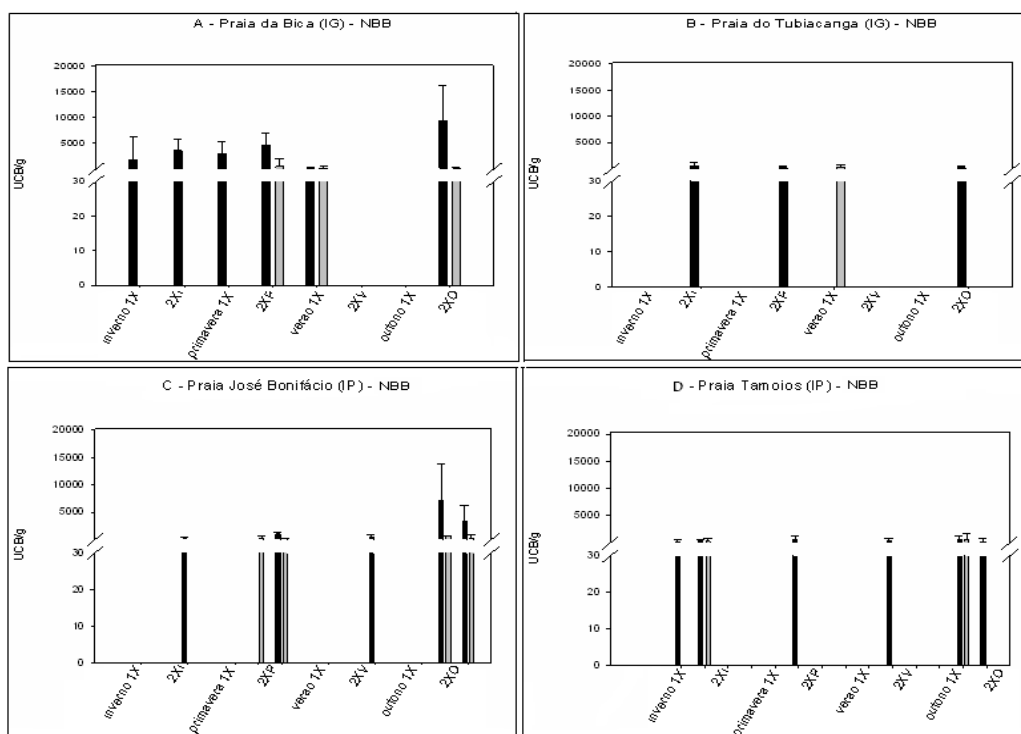 A - Praia da Bica (IG) - NBB
20000
15000
10000
5000
30
20
10
0
UCB/g
inverno 1X
2XI
primavera 1X
2XP
verao 1X
2XV
outono 1X
2XO
B - Praia do Tubiacanga (IG) - NBB
20000
15000
10000
5000
30
20
10
0
UCB/g
inverno 1X
2XI
primavera 1X
2XP
verao 1X
2XV
outono 1X
2XO
C - Praia José Bonifácio (IP) - NBB
20000
15000
10000
5000
30
20
10
0
UCB/g
inverno 1X
2XI
primavera 1X
2XP
verao 1X
2XV
outono 1X
2XO
D - Praia Tamoios (IP) - NBB
20000
15000
10000
5000
30
20
10
0
UCB/g
inverno 1X
2XI
primavera 1X
2XP
verao 1X
2XV
outono 1X
2XO